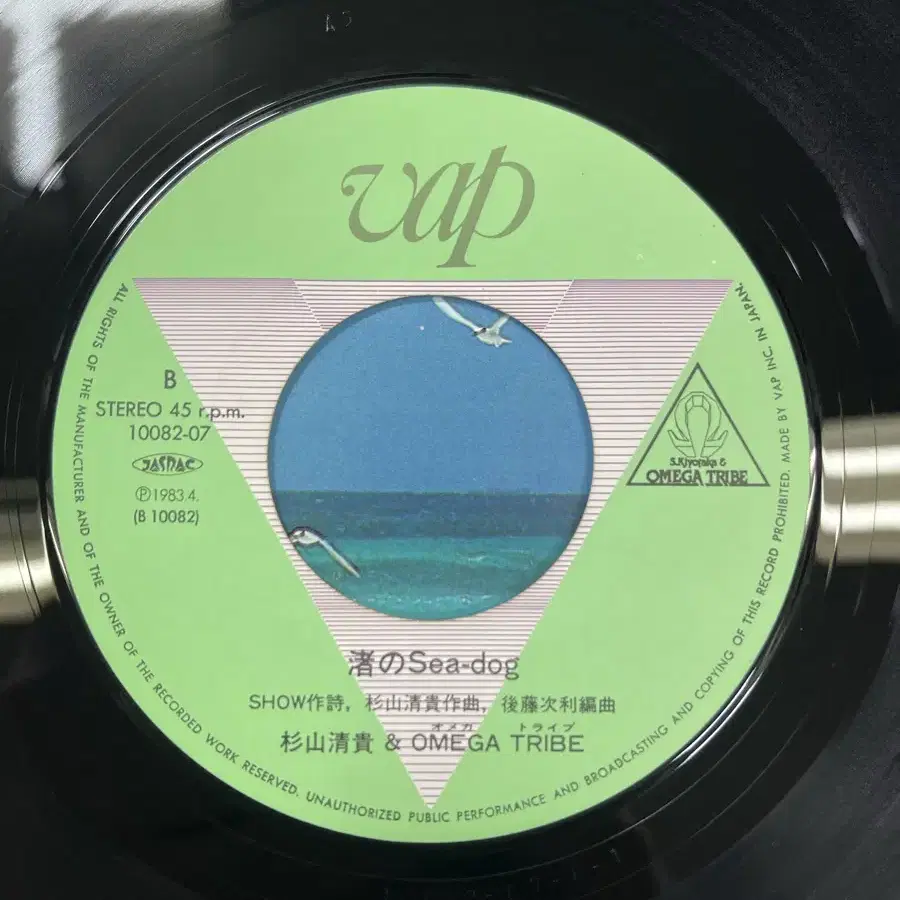 vap
B
STEREO 45 r.p.m.
10082-07
JASRAC
Ⓟ1983.4.
(B 10082)
S.Kiyotaka &
OMEGA TRIBE
渚のSea-dog
SHOW作詩, 杉山清貴作曲, 後藤次利編曲
オメガ トライブ
杉山清貴 & OMEGA TRIBE
ALL RIGHTS OF THE MANUFACTURER AND OF THE OWNER OF THE RECORDED WORK RESERVED. UNAUTHORIZED PUBLIC PERFORMANCE AND BROADCASTING AND COPYING OF THIS RECORD PROHIBITED. MADE BY VAP INC. IN JAPAN.